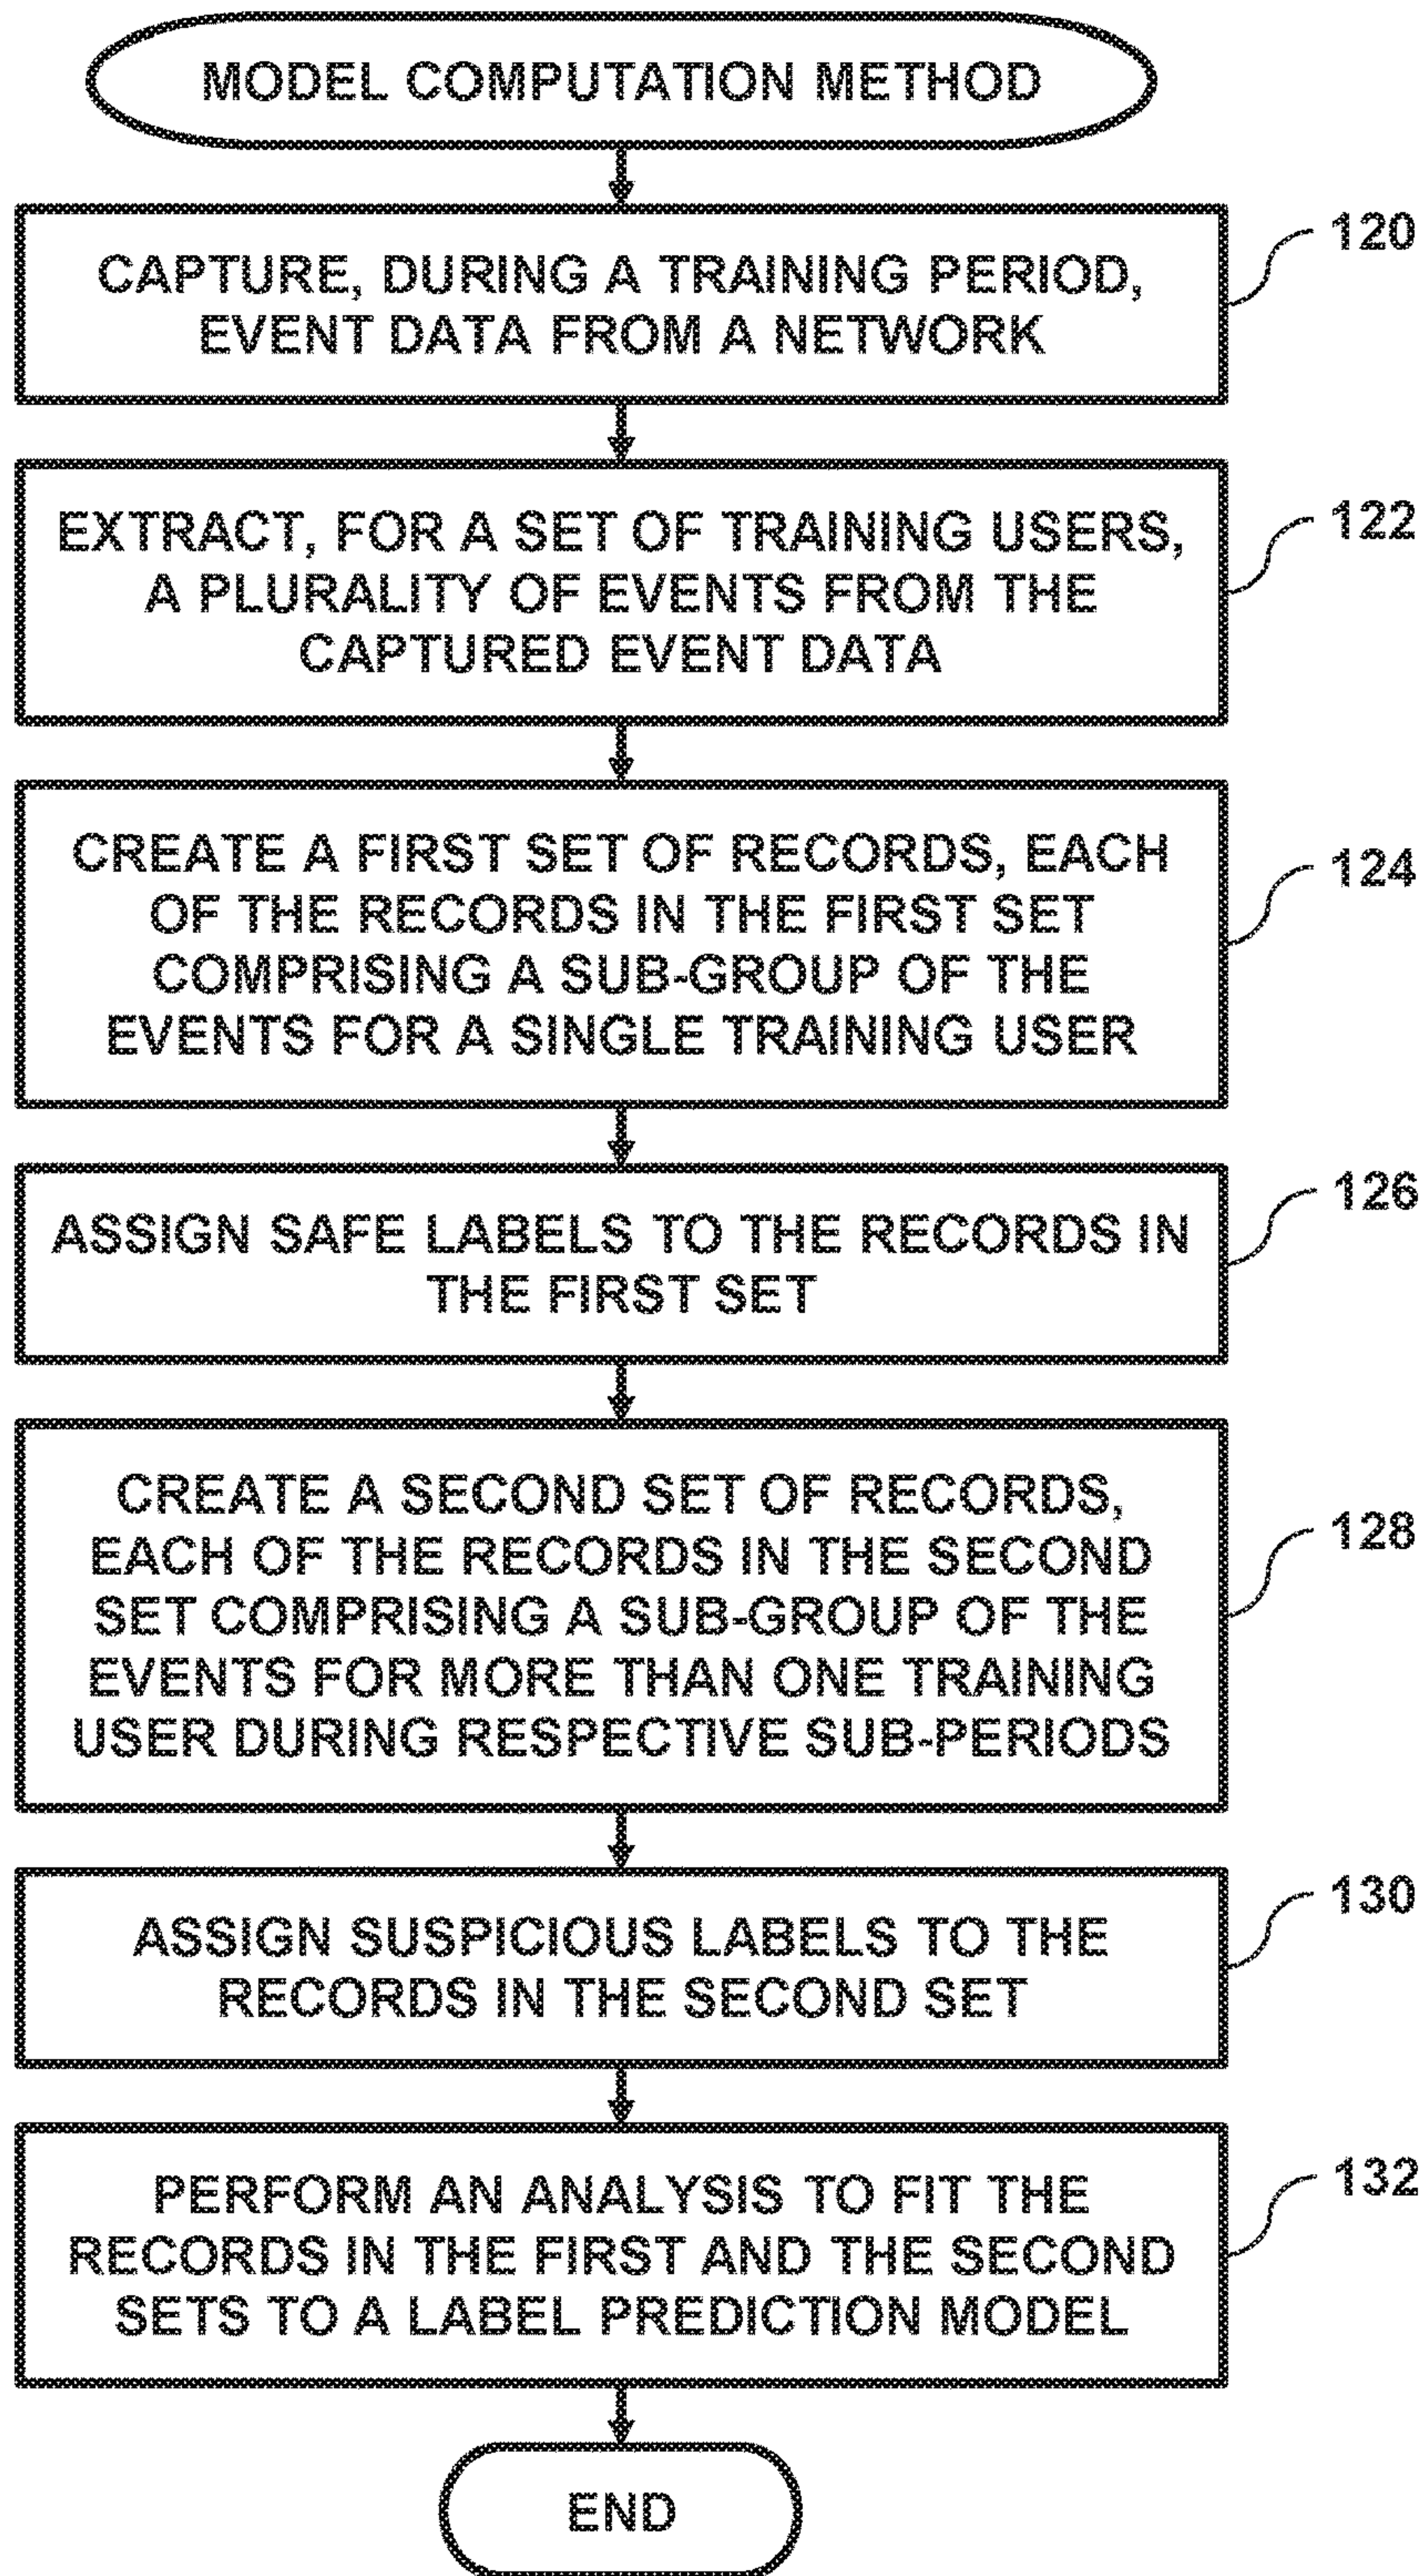 MODEL COMPUTATION METHOD
120
CAPTURE, DURING A TRAINING PERIOD,
EVENT DATA FROM A NETWORK
122
EXTRACT, FOR A SET OF TRAINING USERS,
A PLURALITY OF EVENTS FROM THE
CAPTURED EVENT DATA
124
CREATE A FIRST SET OF RECORDS, EACH
OF THE RECORDS IN THE FIRST SET
COMPRISING A SUB-GROUP OF THE
EVENTS FOR A SINGLE TRAINING USER
126
ASSIGN SAFE LABELS TO THE RECORDS IN
THE FIRST SET
128
CREATE A SECOND SET OF RECORDS,
EACH OF THE RECORDS IN THE SECOND
SET COMPRISING A SUB-GROUP OF THE
EVENTS FOR MORE THAN ONE TRAINING
USER DURING RESPECTIVE SUB-PERIODS
130
ASSIGN SUSPICIOUS LABELS TO THE
RECORDS IN THE SECOND SET
132
PERFORM AN ANALYSIS TO FIT THE
RECORDS IN THE FIRST AND THE SECOND
SETS TO A LABEL PREDICTION MODEL
END